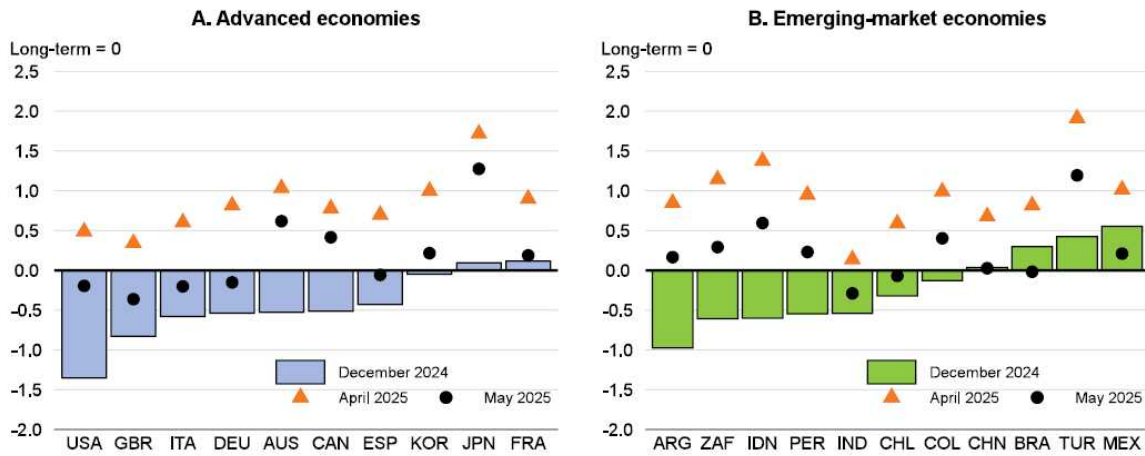 A. Advanced economies
Long-term = 0
2.5
2.0
1.5
1.0
0.5
0.0
-0.5
-1.0
-1.5
-2.0
December 2024
April 2025 May 2025
USA GBR ITA DEU AUS CAN ESP KOR JPN FRA
B. Emerging-market economies
Long-term = 0
2.5
2.0
1.5
1.0
0.5
0.0
-0.5
-1.0
-1.5
-2.0
December 2024
April 2025 May 2025
ARG ZAF IDN PER IND CHL COL CHN BRA TUR MEX